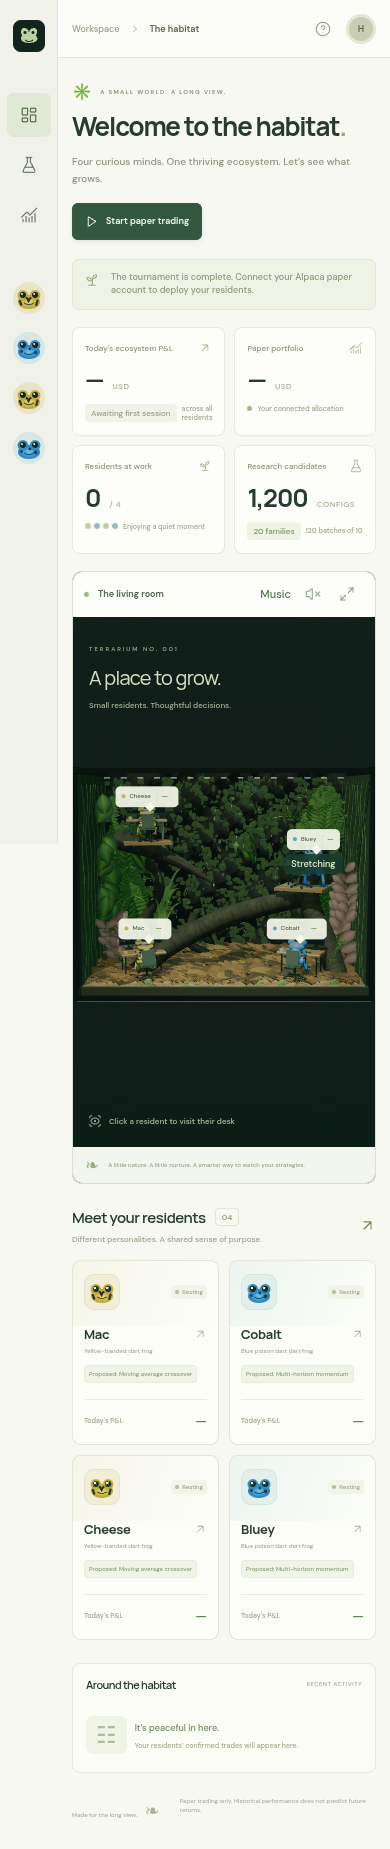 Workspace
The habitat
H
A SMALL WORLD. A LONG VIEW.
Welcome to the habitat.
Four curious minds. One thriving ecosystem. Let's see what
grows.
Start paper trading
The tournament is complete. Connect your Alpaca paper
account to deploy your residents.
Today's ecosystem P&L
— USD
Awaiting first session
across all
residents
Paper portfolio
— USD
Your connected allocation
Residents at work
0 / 4
Enjoying a quiet moment
Research candidates
1,200 CONFIGS
20 families
120 batches of 10
The living room
Music
TERRARIUM NO. 001
A place to grow.
Small residents. Thoughtful decisions.
Cheese —
Bluey —
Stretching
Mac —
Cobalt —
Click a resident to visit their desk
A little nature. A little nurture. A smarter way to watch your strategies.
Meet your residents
04
Different personalities. A shared sense of purpose.
Resting
Mac
Yellow-banded dart frog
Proposed: Moving average crossover
Today's P&L —
Resting
Cobalt
Blue poison dart frog
Proposed: Multi-horizon momentum
Today's P&L —
Resting
Cheese
Yellow-banded dart frog
Proposed: Moving average crossover
Today's P&L —
Resting
Bluey
Blue poison dart frog
Proposed: Multi-horizon momentum
Today's P&L —
Around the habitat
RECENT ACTIVITY
It's peaceful in here.
Your residents' confirmed trades will appear here.
Made for the long view.
Paper trading only. Historical performance does not predict future
returns.